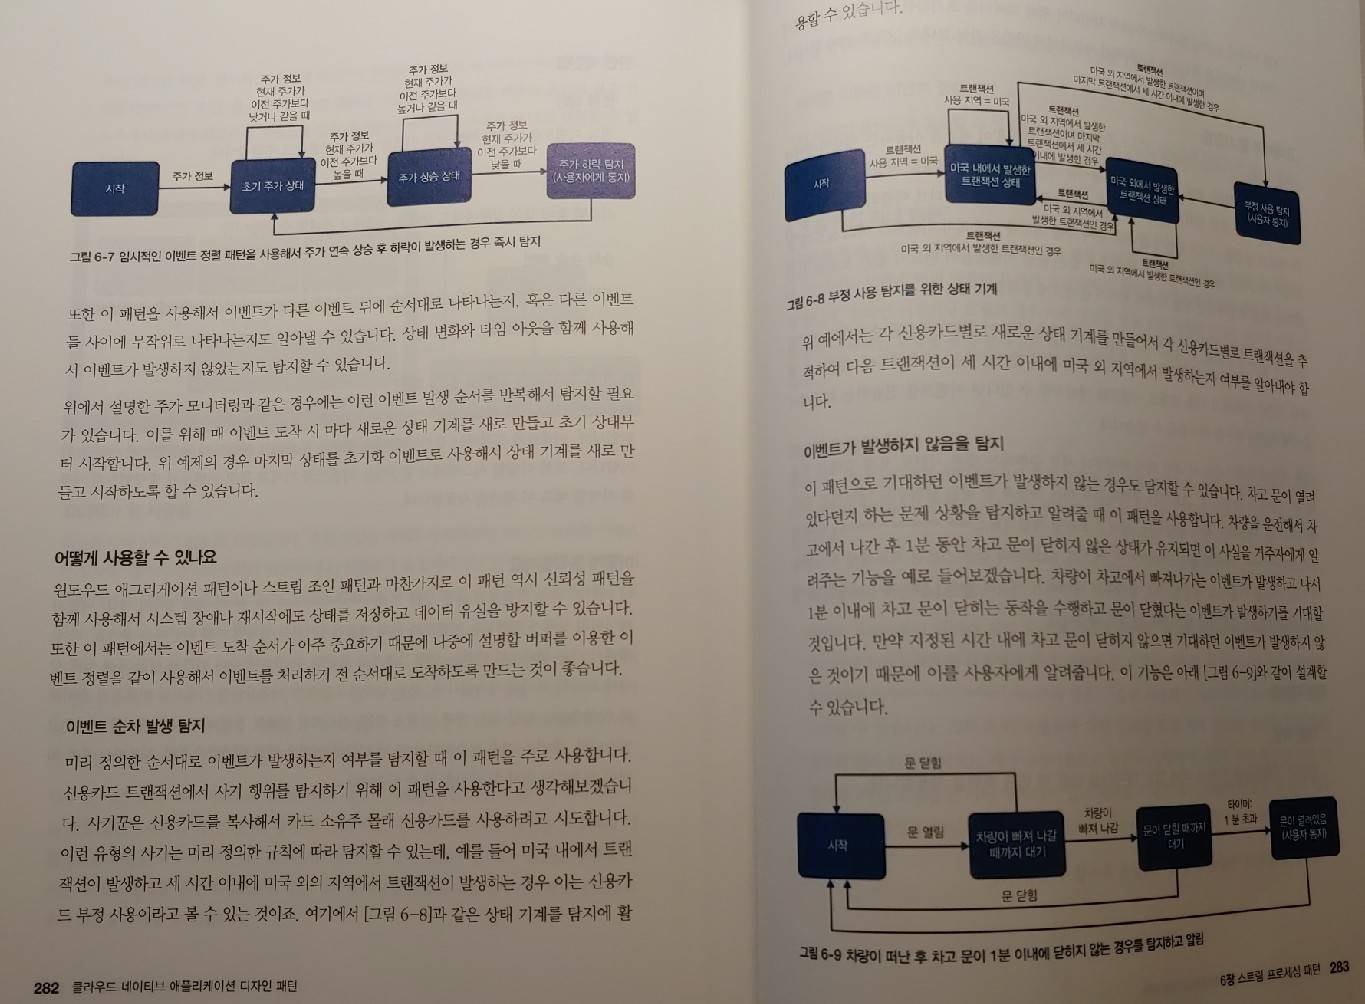 주가 정보
현재 주가가
이전 주가보다
낮거나 같을 때
주가 정보
현재 주가가
이전 주가보다
높거나 같을 때
주가 정보
현재 주가가
이전 주가보다
높을 때
주가 정보
현재 주가가
이전 주가보다
낮을 때
시작
주가 정보
초기 주가 상태
주가 상승 상태
주가 하락 탐지
(사용자에게 통지)
그림 6-7 임시적인 이벤트 정렬 패턴을 사용해서 주가 연속 상승 후 하락이 발생하는 경우 즉시 탐지
또한 이 패턴을 사용해서 이벤트가 다른 이벤트 뒤에 순서대로 나타나는지, 혹은 다른 이벤트
들 사이에 무작위로 나타나는지도 알아낼 수 있습니다. 상태 변화와 타임 아웃을 함께 사용해
서 이벤트가 발생하지 않았는지도 탐지할 수 있습니다.
위에서 설명한 주가 모니터링과 같은 경우에는 이런 이벤트 발생 순서를 반복해서 탐지할 필요
가 있습니다. 이를 위해 매 이벤트 도착 시 마다 새로운 상태 기계를 새로 만들고 초기 상태부
터 시작합니다. 위 예제의 경우 마지막 상태를 초기화 이벤트로 사용해서 상태 기계를 새로 만
들고 시작하도록 할 수 있습니다.
어떻게 사용할 수 있나요
윈도우드 애그리게이션 패턴이나 스트림 조인 패턴과 마찬가지로 이 패턴 역시 신뢰성 패턴을
함께 사용해서 시스템 장애나 재시작에도 상태를 저장하고 데이터 유실을 방지할 수 있습니다.
또한 이 패턴에서는 이벤트 도착 순서가 아주 중요하기 때문에 나중에 설명할 버퍼를 이용한 이
벤트 정렬을 같이 사용해서 이벤트를 처리하기 전 순서대로 도착하도록 만드는 것이 좋습니다.
이벤트 순차 발생 탐지
미리 정의한 순서대로 이벤트가 발생하는지 여부를 탐지할 때 이 패턴을 주로 사용합니다.
신용카드 트랜잭션에서 사기 행위를 탐지하기 위해 이 패턴을 사용한다고 생각해보겠습니
다. 사기꾼은 신용카드를 복사해서 카드 소유주 몰래 신용카드를 사용하려고 시도합니다.
이런 유형의 사기는 미리 정의한 규칙에 따라 탐지할 수 있는데, 예를 들어 미국 내에서 트랜
잭션이 발생하고 세 시간 이내에 미국 외의 지역에서 트랜잭션이 발생하는 경우 이는 신용카
드 부정 사용이라고 볼 수 있는 것이죠. 여기에서 [그림 6-8]과 같은 상태 기계를 탐지에 활
282 클라우드 네이티브 애플리케이션 디자인 패턴
용할 수 있습니다.
트랜잭션
미국 외 지역에서 발생한 트랜잭션이며
마지막 트랜잭션에서 세 시간 이내에 발생한 경우
트랜잭션
사용 지역 = 미국
트랜잭션
미국 외 지역에서 발생한
트랜잭션이며 마지막
트랜잭션에서 세 시간
이내에 발생한 경우
시작
트랜잭션
사용 지역 = 미국
미국 내에서 발생한
트랜잭션 상태
미국 외에서 발생한
트랜잭션 상태
부정 사용 탐지
(사용자 통지)
트랜잭션
미국 외 지역에서
발생한 트랜잭션인 경우
트랜잭션
미국 외 지역에서 발생한 트랜잭션인 경우
트랜잭션
미국 외 지역에서 발생한 트랜잭션인 경우
그림 6-8 부정 사용 탐지를 위한 상태 기계
위 예에서는 각 신용카드별로 새로운 상태 기계를 만들어서 각 신용카드별로 트랜잭션을 추
적하여 다음 트랜잭션이 세 시간 이내에 미국 외 지역에서 발생하는지 여부를 알아내야 합
니다.
이벤트가 발생하지 않음을 탐지
이 패턴으로 기대하던 이벤트가 발생하지 않는 경우도 탐지할 수 있습니다. 차고 문이 열려
있다던지 하는 문제 상황을 탐지하고 알려줄 때 이 패턴을 사용합니다. 차량을 운전해서 차
고에서 나간 후 1분 동안 차고 문이 닫히지 않은 상태가 유지되면 이 사실을 거주자에게 알
려주는 기능을 예로 들어보겠습니다. 차량이 차고에서 빠져나가는 이벤트가 발생하고 나서
1분 이내에 차고 문이 닫히는 동작을 수행하고 문이 닫혔다는 이벤트가 발생하기를 기대할
것입니다. 만약 지정된 시간 내에 차고 문이 닫히지 않으면 기대하던 이벤트가 발생하지 않
은 것이기 때문에 이를 사용자에게 알려줍니다. 이 기능은 아래 [그림 6-9]와 같이 설계할
수 있습니다.
문 닫힘
시작
문 열림
차량이 빠져 나갈
때까지 대기
차량이
빠져 나감
문이 닫힐 때까지
대기
타이머:
1분 초과
문이 열려있음
(사용자 통지)
문 닫힘
그림 6-9 차량이 떠난 후 차고 문이 1분 이내에 닫히지 않는 경우를 탐지하고 알림
6장 스트림 프로세싱 패턴 283